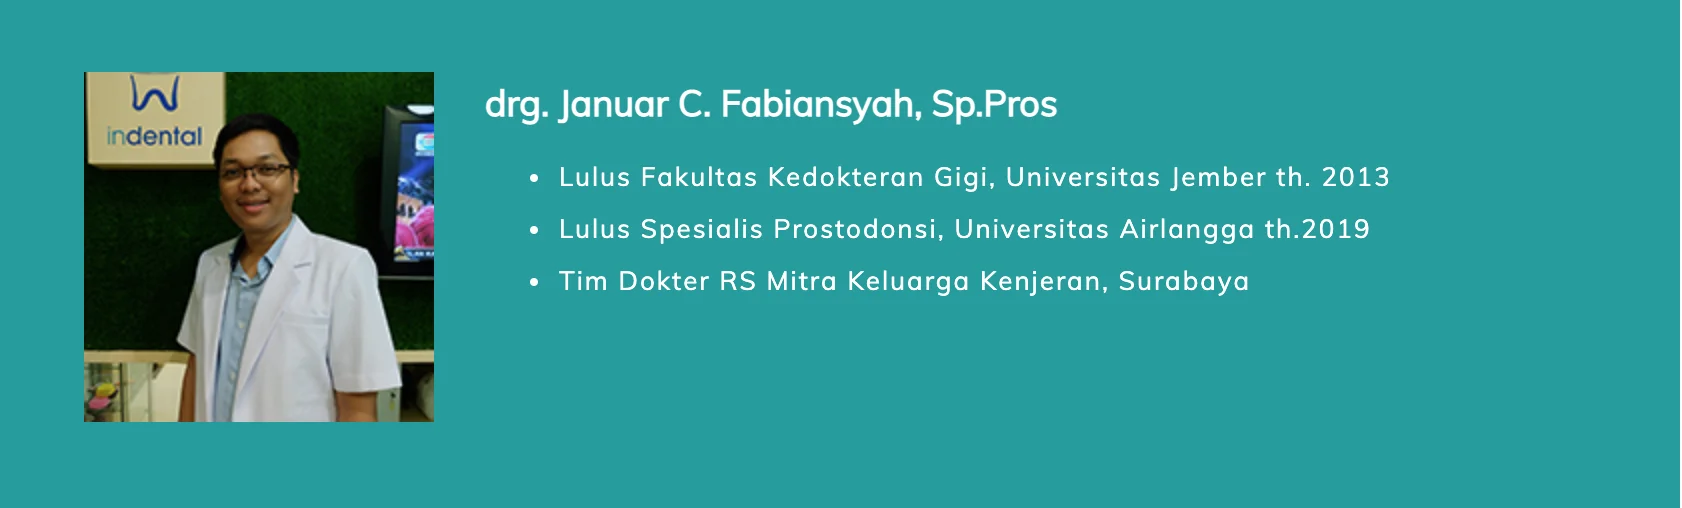 indental
drg. Januar C. Fabiansyah, Sp.Pros
• Lulus Fakultas Kedokteran Gigi, Universitas Jember th. 2013
• Lulus Spesialis Prostodonsi, Universitas Airlangga th.2019
• Tim Dokter RS Mitra Keluarga Kenjeran, Surabaya